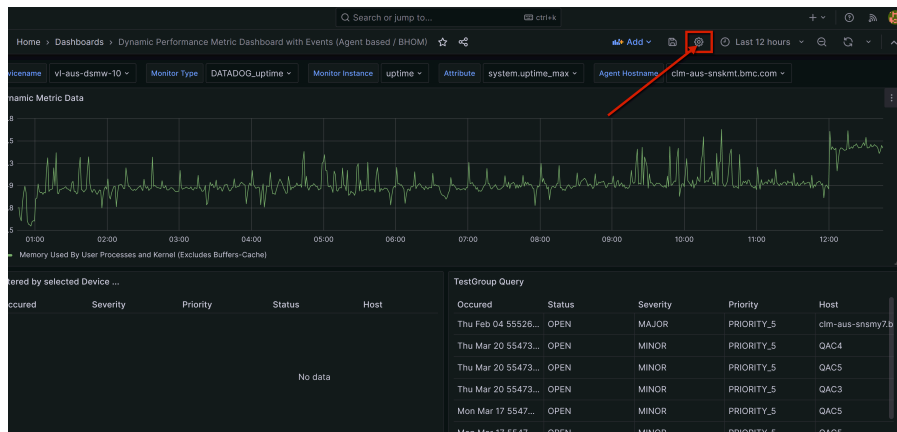 Search or jump to... ctrl+k
Home > Dashboards > Dynamic Performance Metric Dashboard with Events (Agent based / BHOM) Add Last 12 hours
vicename vl-aus-dsmw-10 Monitor Type DATADOG_uptime Monitor Instance uptime Attribute system.uptime_max Agent Hostname clm-aus-snskmt.bmc.com
namic Metric Data
.8
.5
.3
.9
.8
.5
01:00 02:00 03:00 04:00 05:00 06:00 07:00 08:00 09:00 10:00 11:00 12:00
Memory Used By User Processes and Kernel (Excludes Buffers-Cache)
tered by selected Device ...
ccured Severity Priority Status Host
No data
TestGroup Query
Occured Status Severity Priority Host
Thu Feb 04 55526... OPEN MAJOR PRIORITY_5 clm-aus-snsmy7.b
Thu Mar 20 55473... OPEN MINOR PRIORITY_5 QAC4
Thu Mar 20 55473... OPEN MINOR PRIORITY_5 QAC5
Thu Mar 20 55473... OPEN MINOR PRIORITY_5 QAC3
Mon Mar 17 5547... OPEN MINOR PRIORITY_5 QAC5